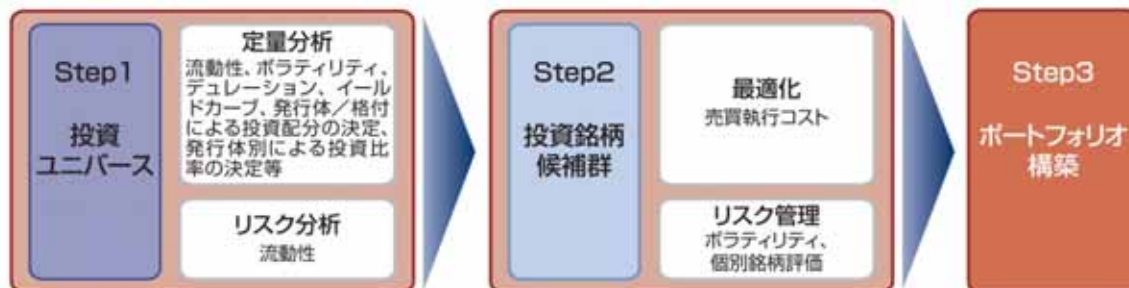 Step1
投資
ユニバース
定量分析
流動性、ボラティリティ、
デュレーション、イール
ドカーブ、発行体／格付
による投資配分の決定、
発行体別による投資比
率の決定等
リスク分析
流動性
Step2
投資銘柄
候補群
最適化
売買執行コスト
リスク管理
ボラティリティ、
個別銘柄評価
Step3
ポートフォリオ
構築